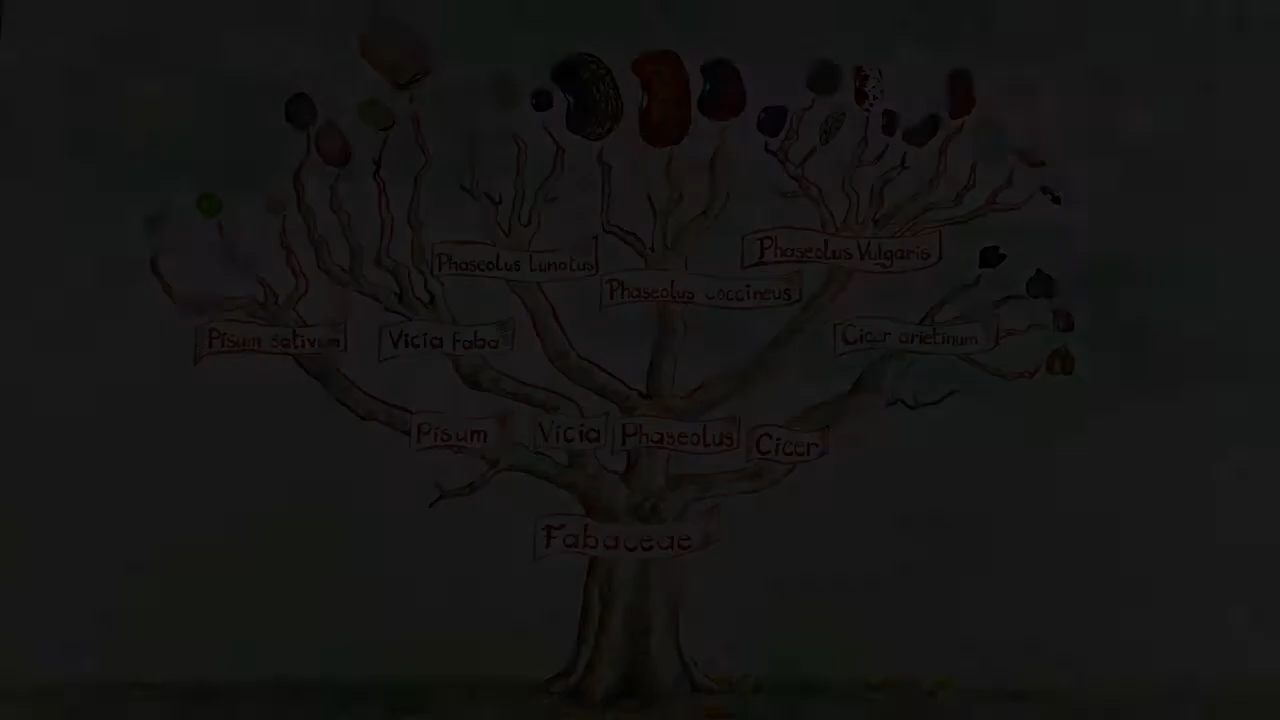 Phaseolus Vulgaris
Phaseolus Lunatus
Phaseolus coccineus
Pisum sativum
Vicia faba
Cicer arietinum
Pisum
Vicia
Phaseolus
Cicer
Fabaceae